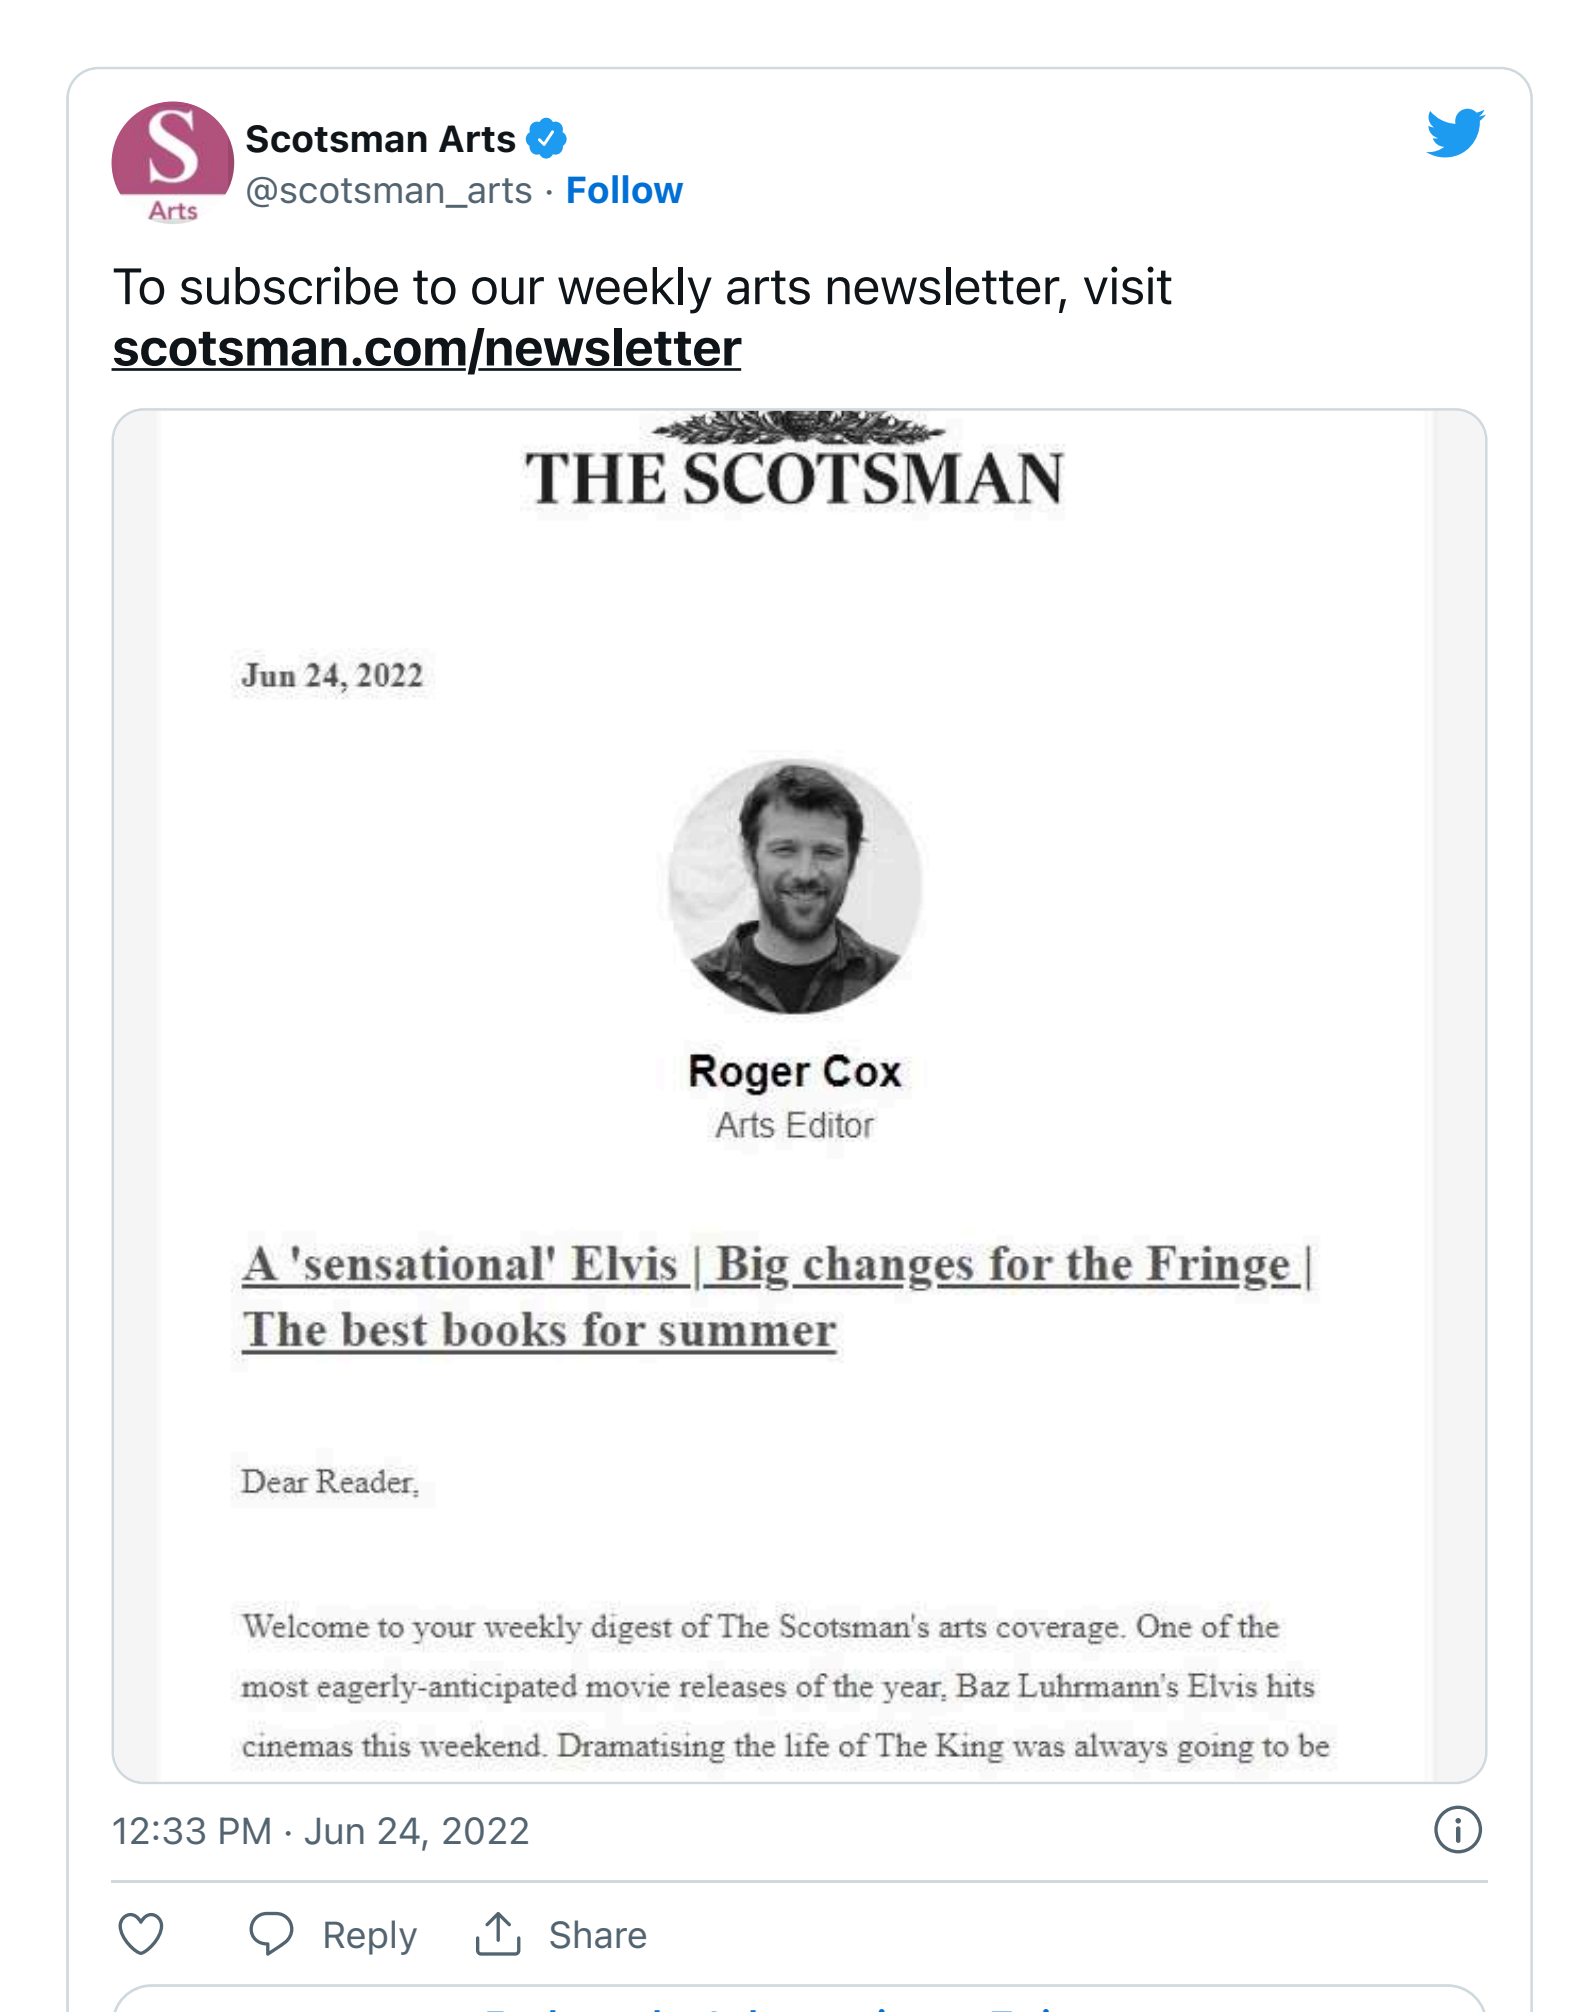 S
Arts
Scotsman Arts
@scotsman_arts · Follow
To subscribe to our weekly arts newsletter, visit
scotsman.com/newsletter
THE SCOTSMAN
Jun 24, 2022
Roger Cox
Arts Editor
A 'sensational' Elvis | Big changes for the Fringe |
The best books for summer
Dear Reader,
Welcome to your weekly digest of The Scotsman's arts coverage. One of the
most eagerly-anticipated movie releases of the year, Baz Luhrmann's Elvis hits
cinemas this weekend. Dramatising the life of The King was always going to be
12:33 PM · Jun 24, 2022
Reply
Share